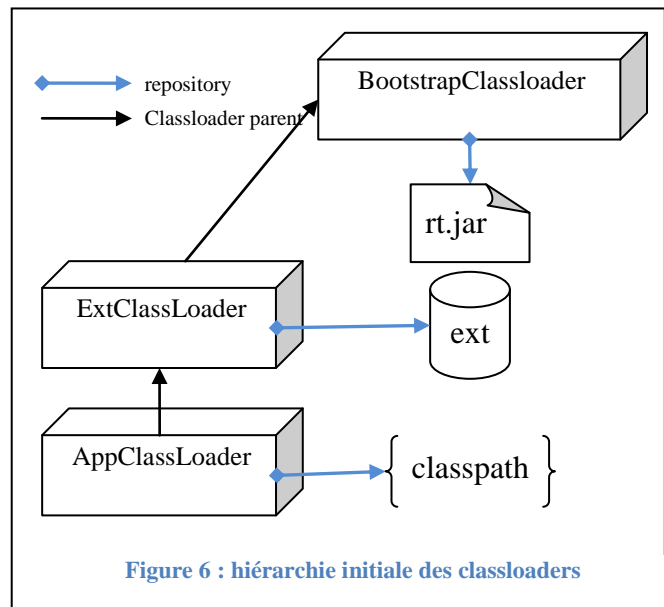 repository
Classloader parent
BootstrapClassloader
rt.jar
ExtClassLoader
ext
AppClassLoader
{ classpath }
Figure 6 : hiérarchie initiale des classloaders